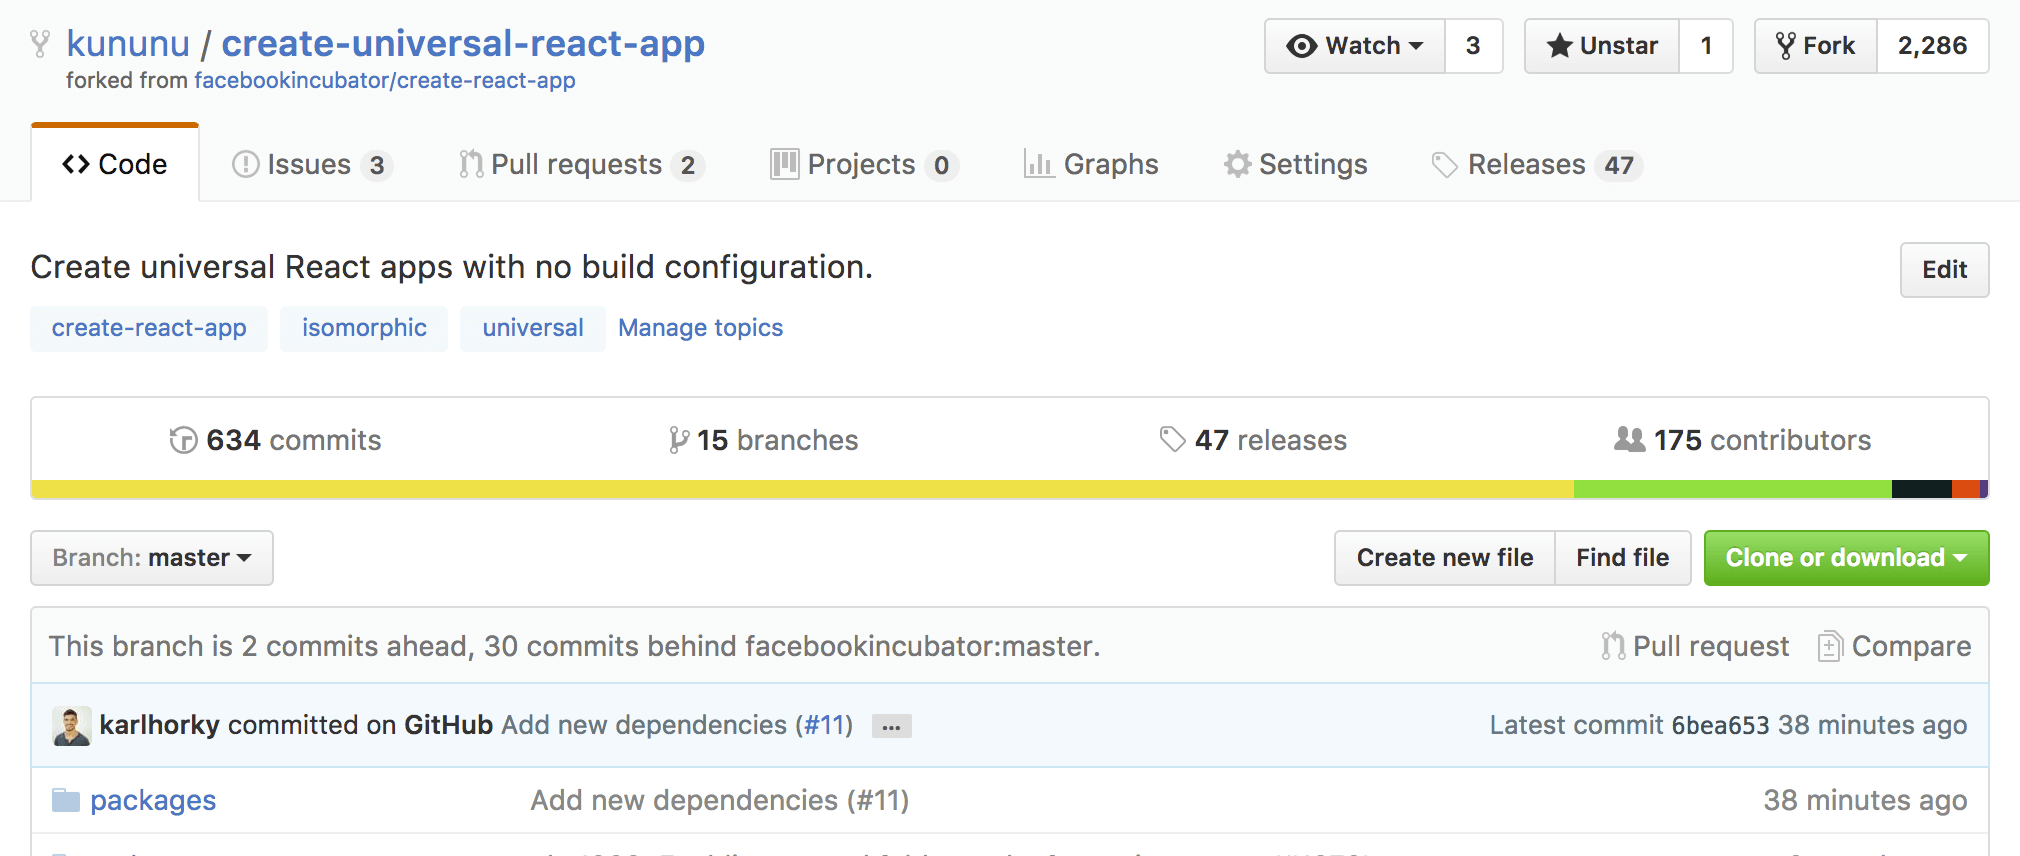 kununu / create-universal-react-app
forked from facebookincubator/create-react-app
Watch 3 Unstar 1 Fork 2,286
Code Issues 3 Pull requests 2 Projects 0 Graphs Settings Releases 47
Create universal React apps with no build configuration.
Edit
create-react-app isomorphic universal Manage topics
634 commits 15 branches 47 releases 175 contributors
Branch: master Create new file Find file Clone or download
This branch is 2 commits ahead, 30 commits behind facebookincubator:master. Pull request Compare
karlhorky committed on GitHub Add new dependencies (#11) … Latest commit 6bea653 38 minutes ago
packages Add new dependencies (#11) 38 minutes ago